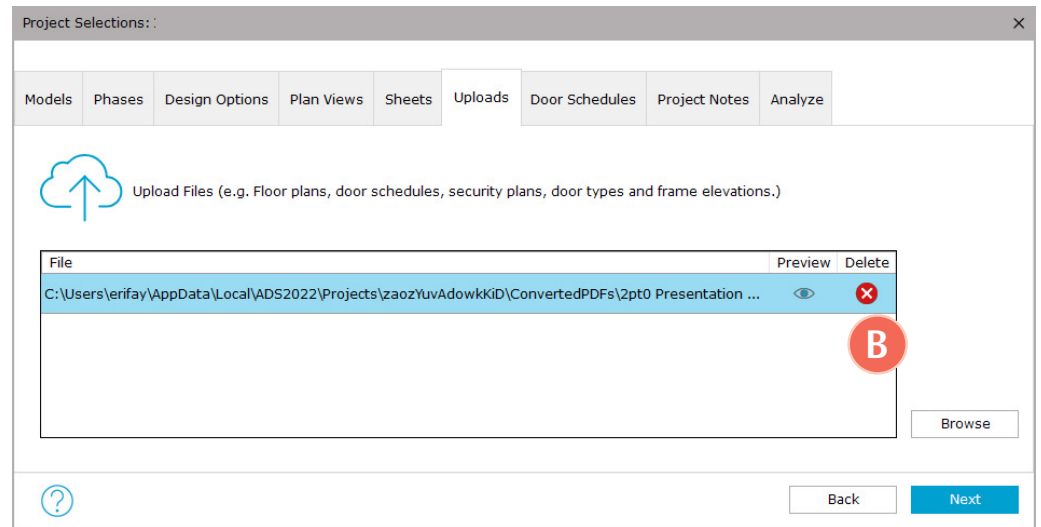 Project Selections: :
Models Phases Design Options Plan Views Sheets Uploads Door Schedules Project Notes Analyze
Upload Files (e.g. Floor plans, door schedules, security plans, door types and frame elevations.)
File Preview Delete
C:\Users\erifay\AppData\Local\ADS2022\Projects\zaozYuvAdowkKiD\ConvertedPDFs\2pt0 Presentation ...
B
Browse
? Back Next